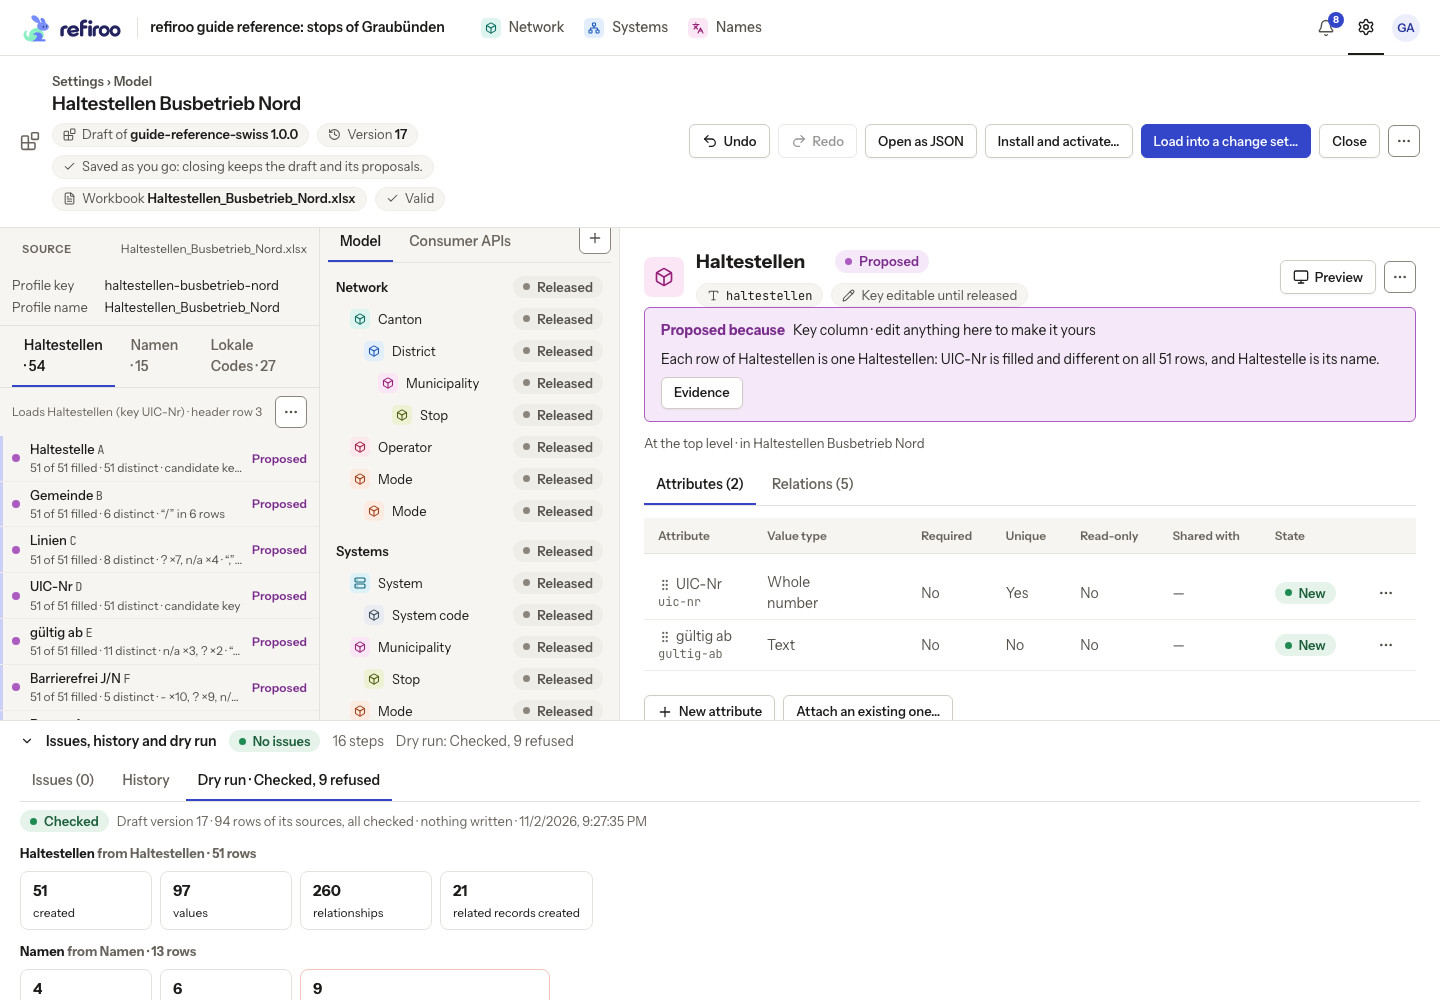 refiroo
refiroo guide reference: stops of Graubünden
Network
Systems
Names
8
GA
Settings › Model
Haltestellen Busbetrieb Nord
Draft of guide-reference-swiss 1.0.0
Version 17
Saved as you go: closing keeps the draft and its proposals.
Workbook Haltestellen_Busbetrieb_Nord.xlsx
Valid
Undo
Redo
Open as JSON
Install and activate...
Load into a change set...
Close
SOURCE
Haltestellen_Busbetrieb_Nord.xlsx
Profile key haltestellen-busbetrieb-nord
Profile name Haltestellen_Busbetrieb_Nord
Haltestellen · 54
Namen · 15
Lokale Codes · 27
Loads Haltestellen (key UIC-Nr) · header row 3
Haltestelle A
51 of 51 filled · 51 distinct · candidate ke...
Proposed
Gemeinde B
51 of 51 filled · 6 distinct · “/” in 6 rows
Proposed
Linien C
51 of 51 filled · 8 distinct · ? ×7, n/a ×4 · “,”...
Proposed
UIC-Nr D
51 of 51 filled · 51 distinct · candidate key
Proposed
gültig ab E
51 of 51 filled · 11 distinct · n/a ×3, ? ×2 · “...
Proposed
Barrierefrei J/N F
51 of 51 filled · 5 distinct · - ×10, ? ×9, n/...
Proposed
Model
Consumer APIs
Network Released
Canton Released
District Released
Municipality Released
Stop Released
Operator Released
Mode Released
Mode Released
Systems Released
System Released
System code Released
Municipality Released
Stop Released
Mode Released
Haltestellen
Proposed
haltestellen
Key editable until released
Preview
Proposed because Key column · edit anything here to make it yours
Each row of Haltestellen is one Haltestellen: UIC-Nr is filled and different on all 51 rows, and Haltestelle is its name.
Evidence
At the top level · in Haltestellen Busbetrieb Nord
Attributes (2)
Relations (5)
Attribute Value type Required Unique Read-only Shared with State
UIC-Nr Whole number No Yes No — New
uic-nr
gültig ab Text No No No — New
gultig-ab
New attribute
Attach an existing one...
Issues, history and dry run
No issues
16 steps
Dry run: Checked, 9 refused
Issues (0)
History
Dry run · Checked, 9 refused
Checked
Draft version 17 · 94 rows of its sources, all checked · nothing written · 11/2/2026, 9:27:35 PM
Haltestellen from Haltestellen · 51 rows
51 created
97 values
260 relationships
21 related records created
Namen from Namen · 13 rows
4
6
9